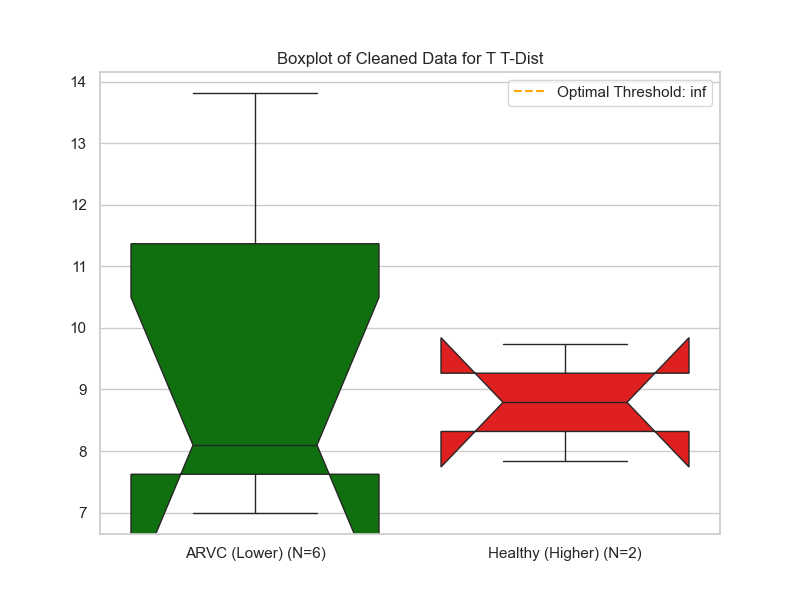 Boxplot of Cleaned Data for T T-Dist
Optimal Threshold: inf
14
13
12
11
10
9
8
7
ARVC (Lower) (N=6)
Healthy (Higher) (N=2)